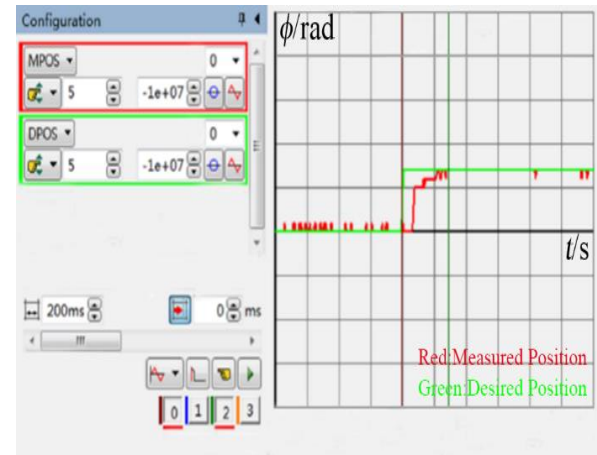 Configuration
MPOS 0
5 -1e+07
DPOS 0
5 -1e+07
200ms 0 ms
0 1 2 3
ϕ/rad
t/s
Red:Measured Position
Green:Desired Position